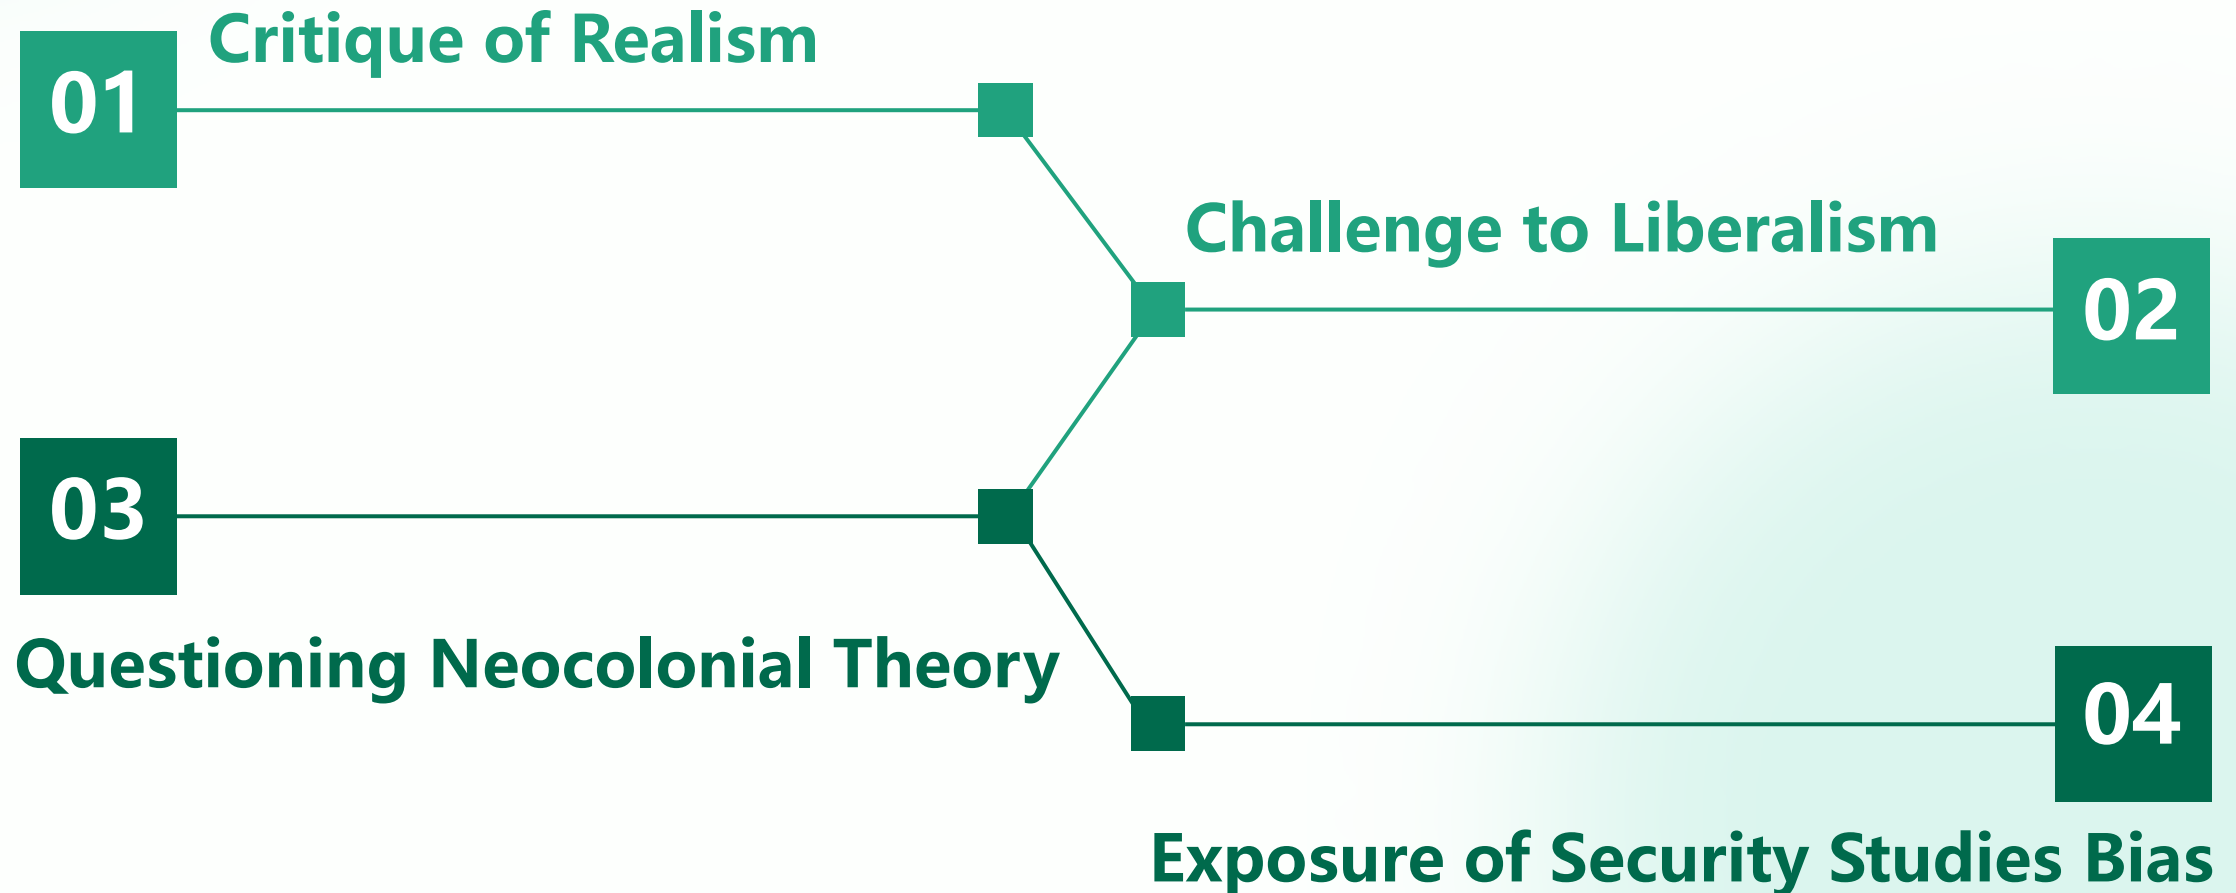 01
Critique of Realism
Challenge to Liberalism
02
03
Questioning Neocolonial Theory
04
Exposure of Security Studies Bias